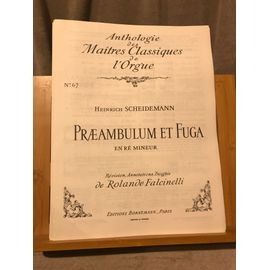 Anthologie
des
Maîtres Classiques
de
l'Orgue
N° 67
HEINRICH SCHEIDEMANN
PRÆAMBULUM ET FUGA
EN RÉ MINEUR
Révision, Annotations, Doigtés
de Rolande Falcinelli
EDITIONS BORNEMANN, PARIS